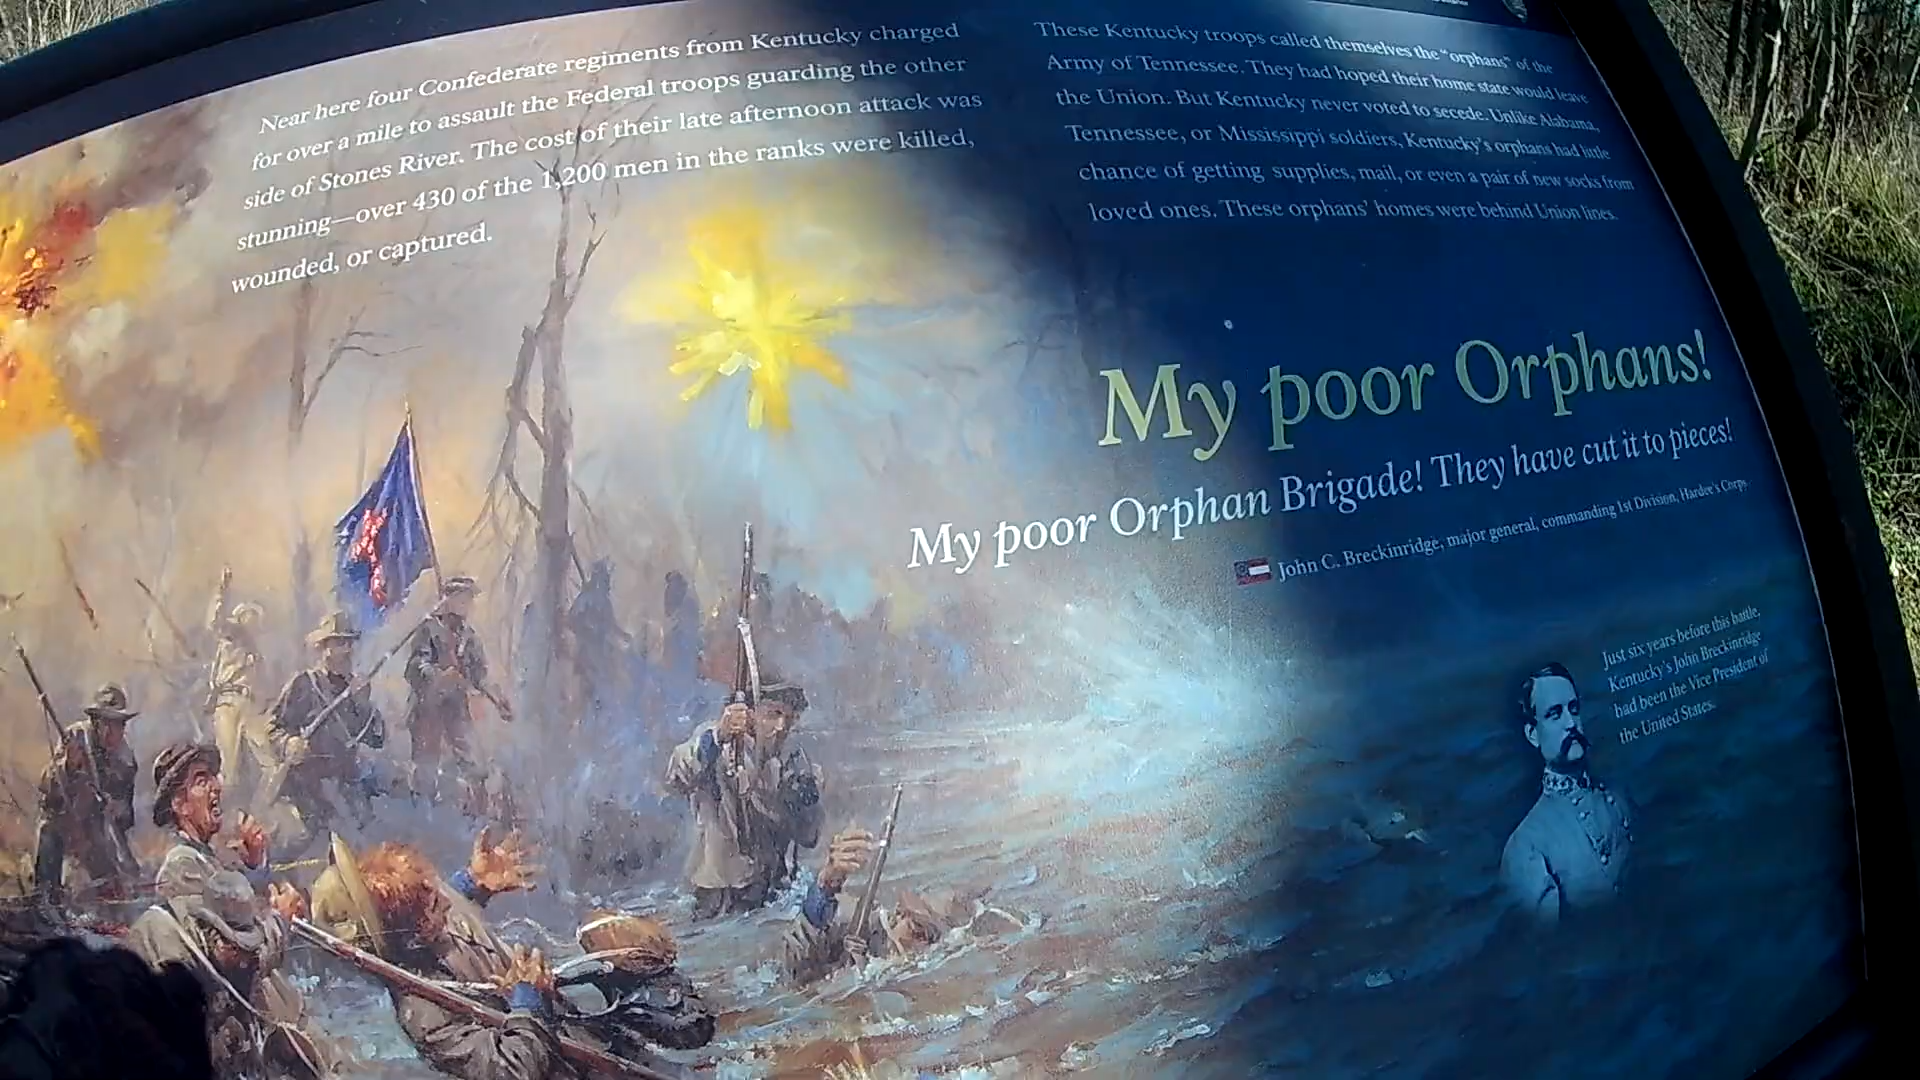 Near here four Confederate regiments from Kentucky charged
for over a mile to assault the Federal troops guarding the other
side of Stones River. The cost of their late afternoon attack was
stunning—over 430 of the 1,200 men in the ranks were killed,
wounded, or captured.
These Kentucky troops called themselves the "orphans" of the
Army of Tennessee. They had hoped their home state would leave
the Union. But Kentucky never voted to secede. Unlike Alabama,
Tennessee, or Mississippi soldiers, Kentucky's orphans had little
chance of getting supplies, mail, or even a pair of new socks from
loved ones. These orphans' homes were behind Union lines.
My poor Orphans!
My poor Orphan Brigade! They have cut it to pieces!
John C. Breckinridge, major general, commanding 1st Division, Hardee's Corps
Just six years before this battle,
Kentucky's John Breckinridge
had been the Vice President of
the United States.